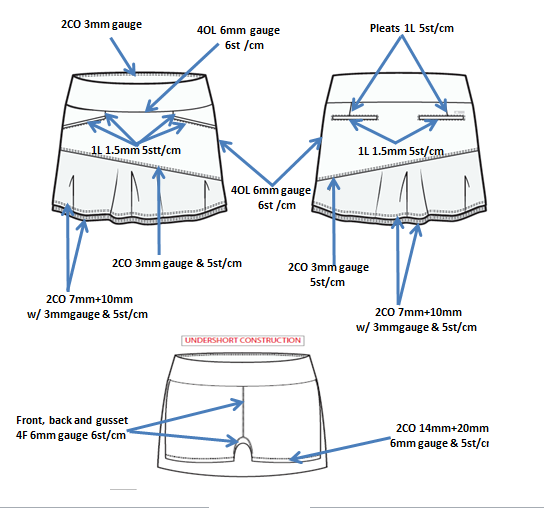 2CO 3mm gauge
4OL 6mm gauge
6st /cm
Pleats 1L 5st/cm
1L 1.5mm 5stt/cm
1L 1.5mm 5st/cm
4OL 6mm gauge
6st /cm
2CO 3mm gauge & 5st/cm
2CO 3mm gauge
5st/cm
2CO 7mm+10mm
w/ 3mmgauge & 5st/cm
2CO 7mm+10mm
w/ 3mmgauge & 5st/cm
UNDERSHORT CONSTRUCTION
Front, back and gusset
4F 6mm gauge 6st/cm
2CO 14mm+20mm
6mm gauge & 5st/c